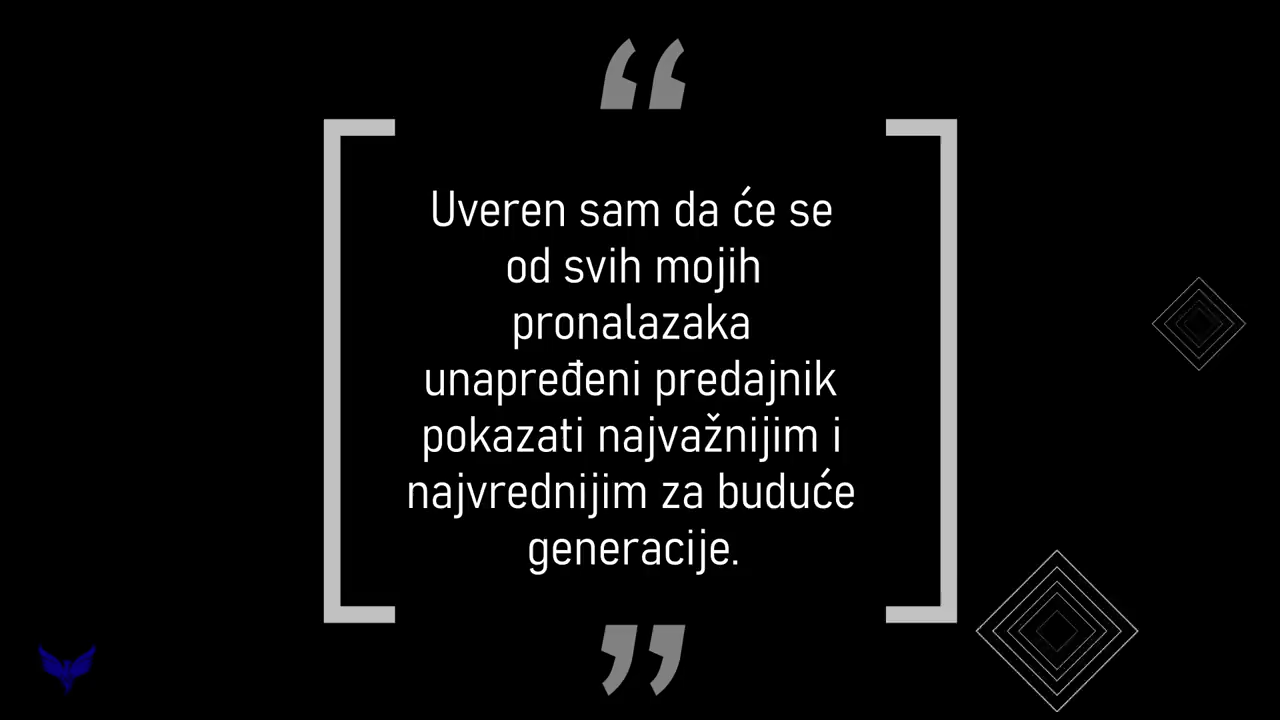 “
Uveren sam da će se
od svih mojih
pronalazaka
unapređeni predajnik
pokazati najvažnijim i
najvrednijim za buduće
generacije.
”